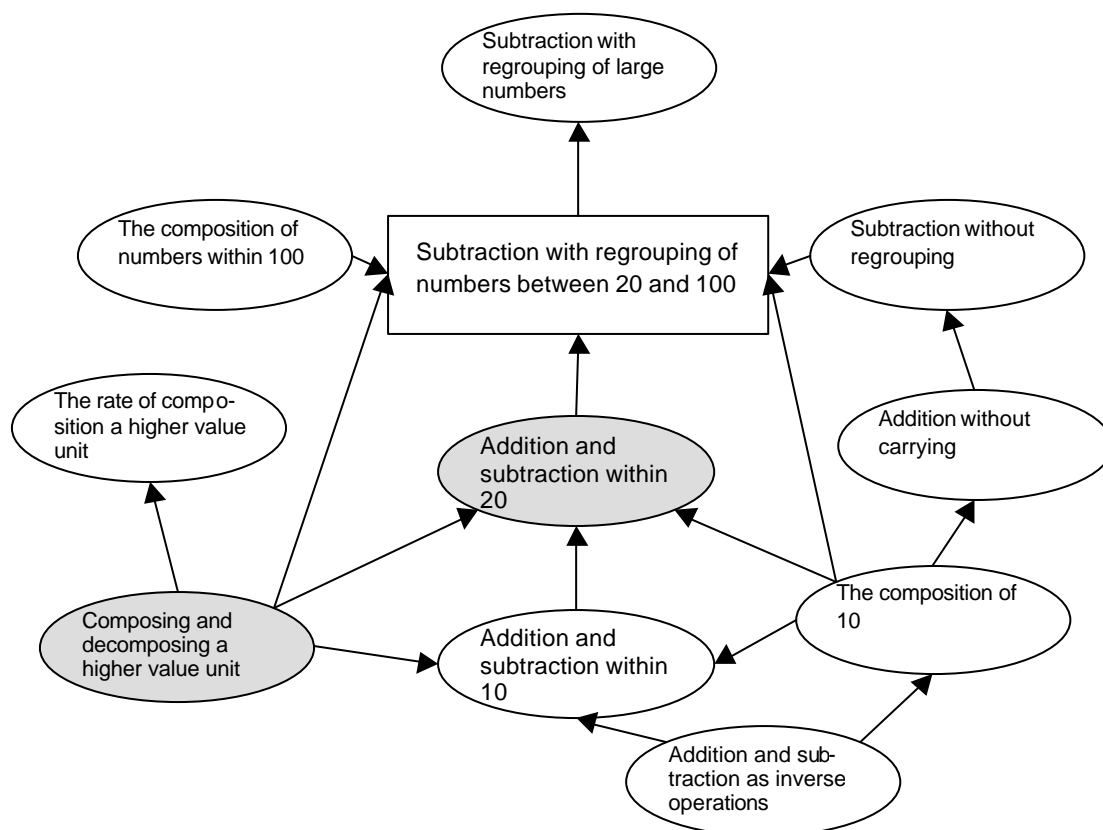 Subtraction with
regrouping of large
numbers
The composition of
numbers within 100
Subtraction with regrouping of
numbers between 20 and 100
Subtraction without
regrouping
The rate of compo-
sition a higher value
unit
Addition and
subtraction within
20
Addition without
carrying
Composing and
decomposing a
higher value unit
Addition and
subtraction within
10
The composition of
10
Addition and sub-
traction as inverse
operations